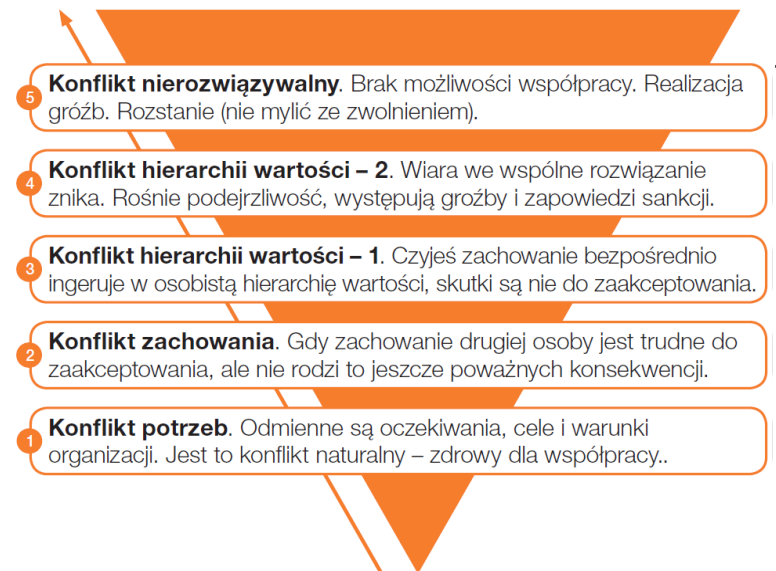 5
Konflikt nierozwiązywalny. Brak możliwości współpracy. Realizacja
gróźb. Rozstanie (nie mylić ze zwolnieniem).
4
Konflikt hierarchii wartości – 2. Wiara we wspólne rozwiązanie
znika. Rośnie podejrzliwość, występują groźby i zapowiedzi sankcji.
3
Konflikt hierarchii wartości – 1. Czyjeś zachowanie bezpośrednio
ingeruje w osobistą hierarchię wartości, skutki są nie do zaakceptowania.
2
Konflikt zachowania. Gdy zachowanie drugiej osoby jest trudne do
zaakceptowania, ale nie rodzi to jeszcze poważnych konsekwencji.
1
Konflikt potrzeb. Odmienne są oczekiwania, cele i warunki
organizacji. Jest to konflikt naturalny – zdrowy dla współpracy..